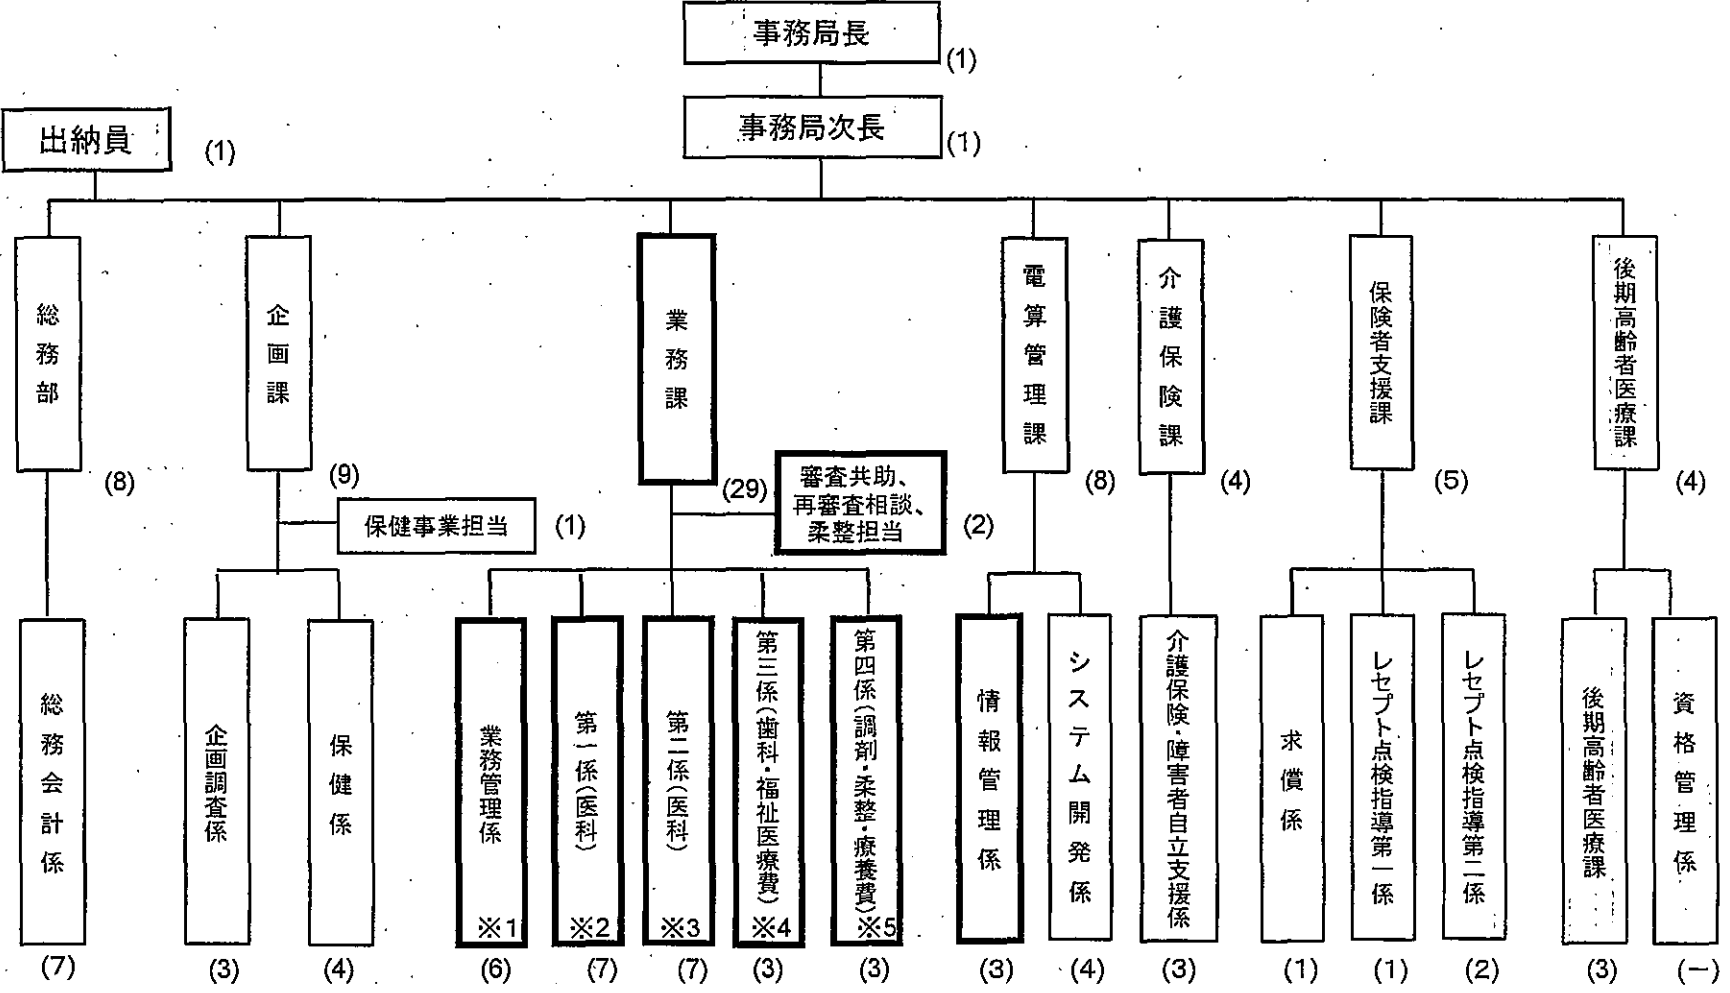 事務局長
(1)
事務局次長
(1)
出納員
(1)
総務部
(8)
企画課
(9)
業務課
(29)
電算管理課
(8)
介護保険課
(4)
保険者支援課
(5)
後期高齢者医療課
(4)
保健事業担当
(1)
審査共助、
再審査相談、
柔整担当
(2)
総務会計係
(7)
企画調査係
(3)
保健係
(4)
業務管理係
※1
(6)
第一係(医科)
※2
(7)
第二係(医科)
※3
(7)
第三係(歯科・福祉医療費)
※4
(3)
第四係(調剤・柔整・療養費)
※5
(3)
情報管理係
(3)
システム開発係
(4)
介護保険・障害者自立支援係
(3)
求償係
(1)
レセプト点検指導第一係
(1)
レセプト点検指導第二係
(2)
後期高齢者医療課
(3)
資格管理係
(ー)